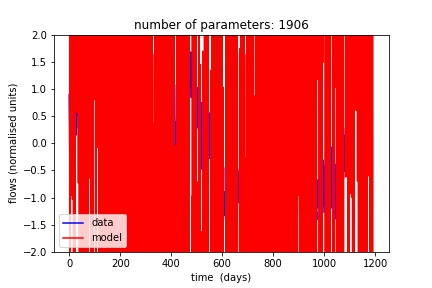 number of parameters: 1906
2.0
1.5
1.0
0.5
0.0
−0.5
−1.0
−1.5
−2.0
flows (normalised units)
data
model
0 200 400 600 800 1000 1200
time (days)